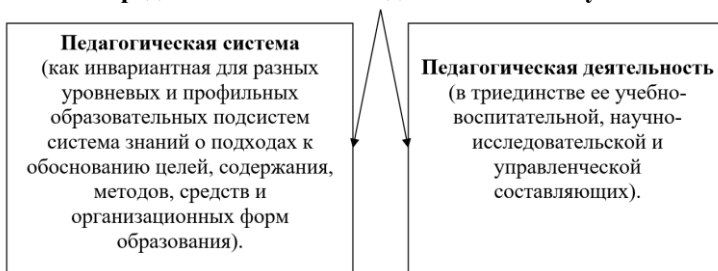 Педагогическая система
(как инвариантная для разных
уровневых и профильных
образовательных подсистем
система знаний о подходах к
обоснованию целей, содержания,
методов, средств и
организационных форм
образования).
Педагогическая деятельность
(в триединстве ее учебно-
воспитательной, научно-
исследовательской и
управленческой
составляющих).